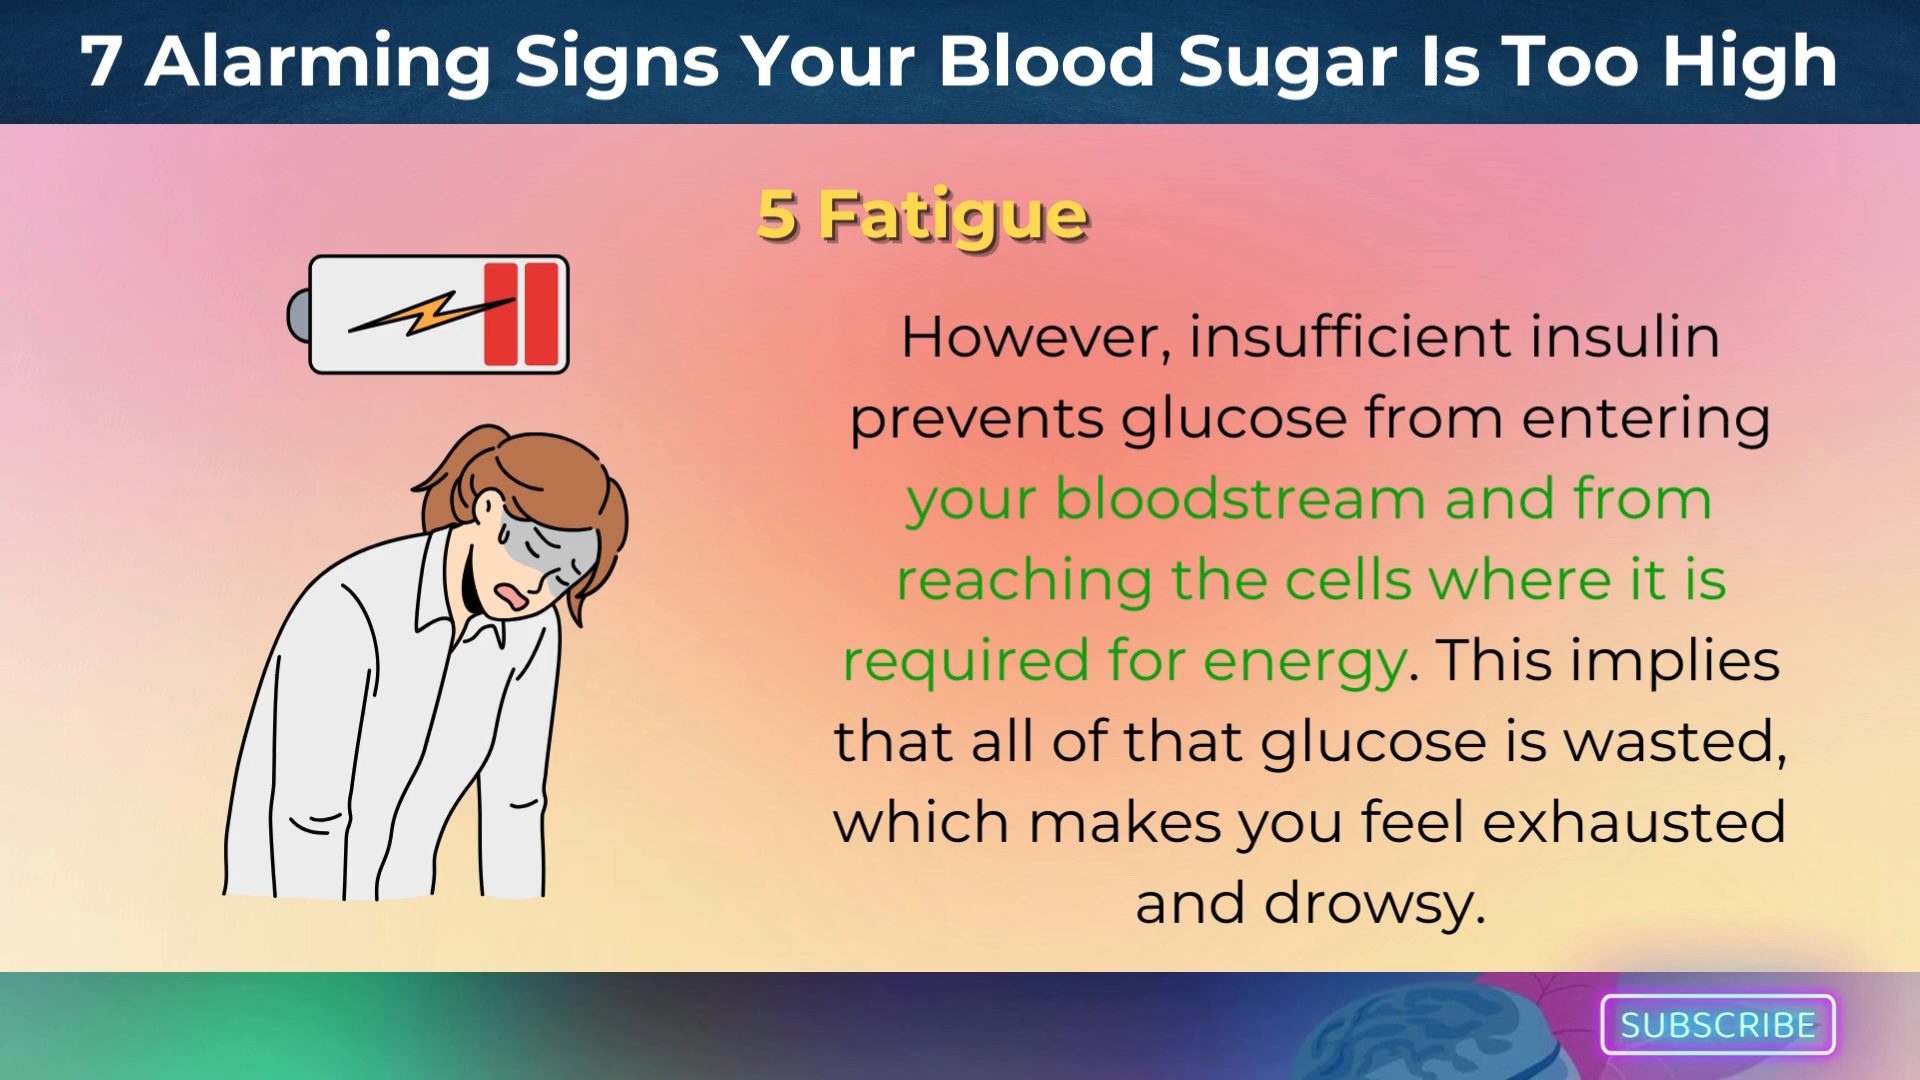 7 Alarming Signs Your Blood Sugar Is Too High
5 Fatigue
However, insufficient insulin
prevents glucose from entering
your bloodstream and from
reaching the cells where it is
required for energy. This implies
that all of that glucose is wasted,
which makes you feel exhausted
and drowsy.
SUBSCRIBE